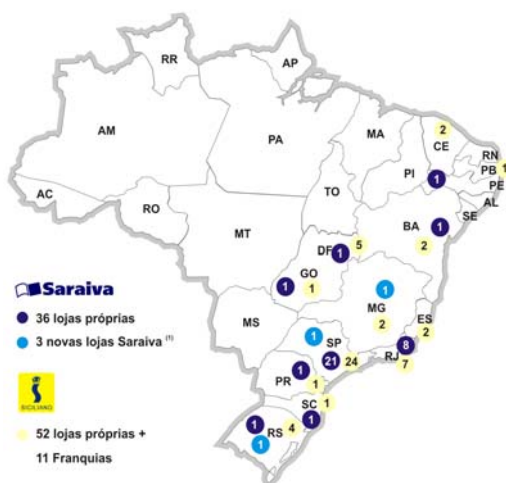 RR
AP
AM
PA
MA
2
CE
RN
PB
1
PE
PI
1
AL
SE
AC
RO
TO
MT
BA
1
2
DF
1
5
GO
1
1
1
MG
2
MS
ES
2
1
SP
21
24
8
RJ
7
PR
1
1
SC
1
1
1
RS
4
1
Saraiva
36 lojas próprias
3 novas lojas Saraiva (1)
SICILIANO
52 lojas próprias +
11 Franquias